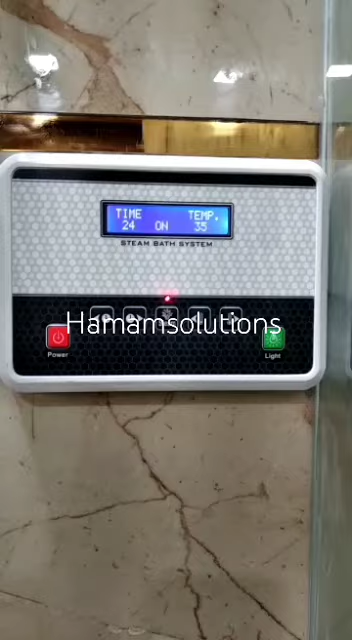 TIME TEMP.
24 ON 35
STEAM BATH SYSTEM
Hamamsolutions
Power Light